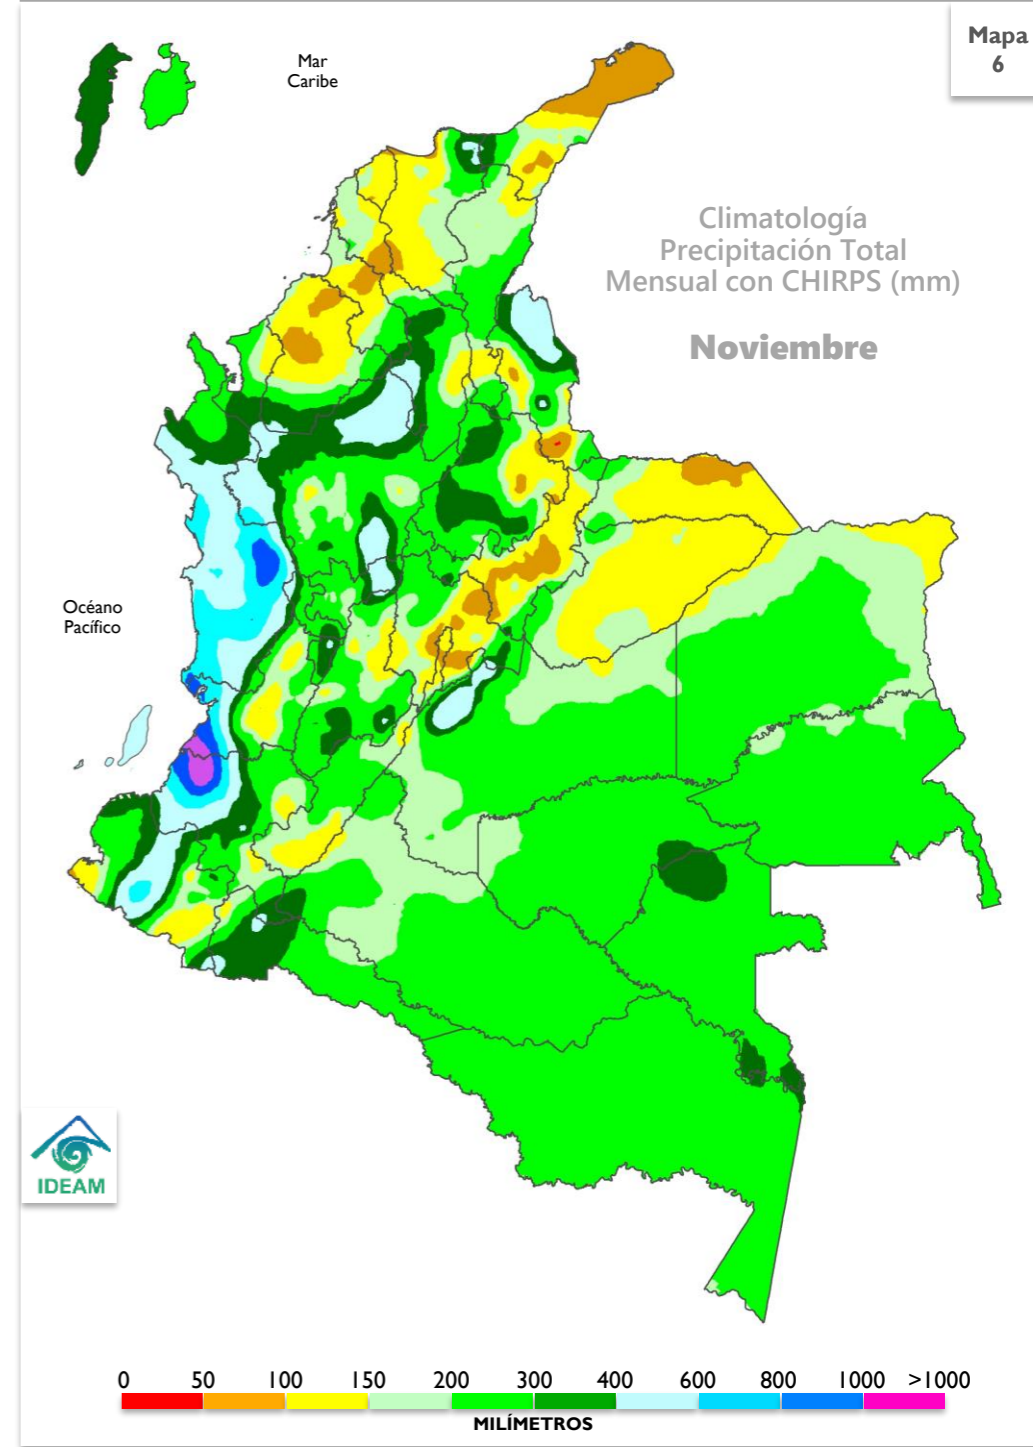 Mapa
6
Mar
Caribe
Climatología
Precipitación Total
Mensual con CHIRPS (mm)
Noviembre
Océano
Pacífico
IDEAM
0 50 100 150 200 300 400 600 800 1000 >1000
MILÍMETROS